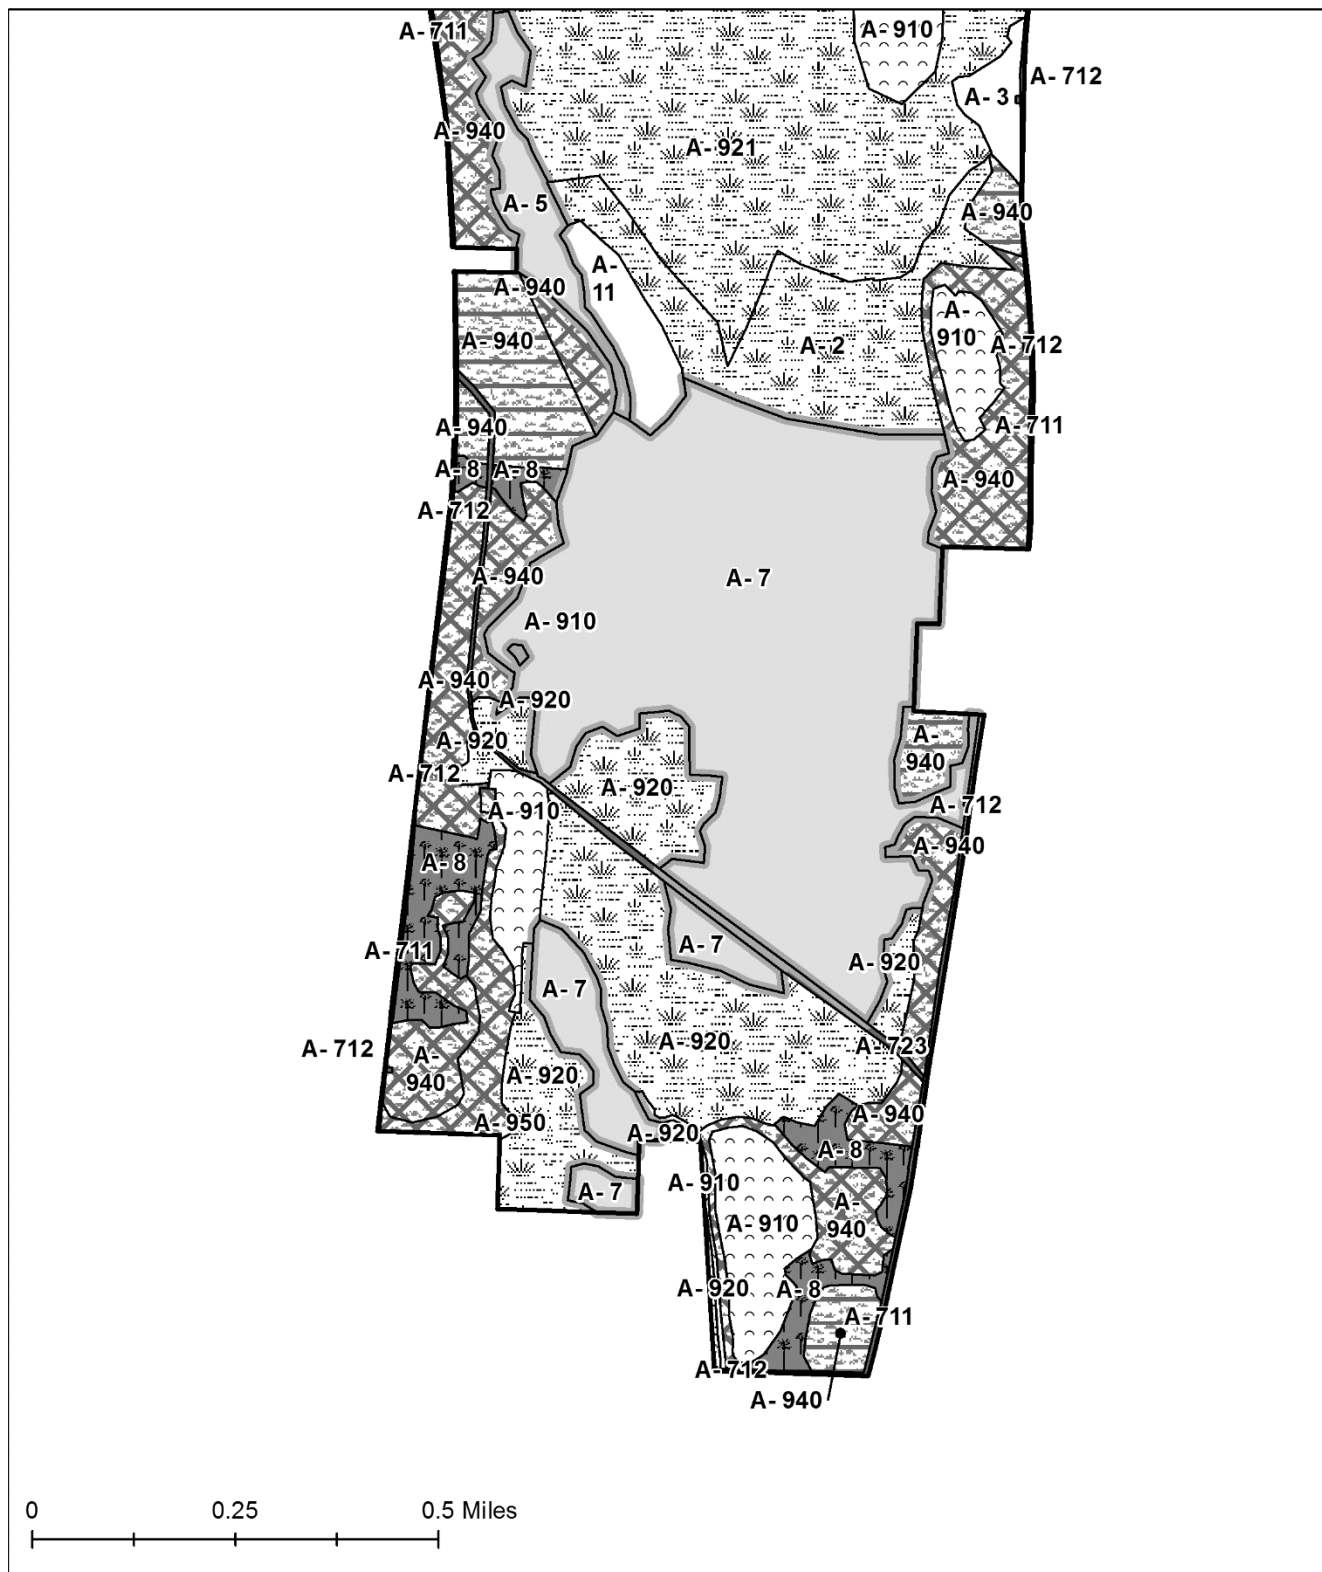 A- 711
A- 910
A- 712
A- 3
A- 940
A- 921
A- 5
A- 940
A-
11
A- 940
A-
910
A- 940
A- 2
A- 712
A- 940
A- 711
A- 8
A- 8
A- 940
A- 712
A- 940
A- 7
A- 910
A- 940
A- 920
A- 920
A-
940
A- 712
A- 920
A- 910
A- 712
A- 940
A- 8
A- 7
A- 711
A- 920
A- 7
A- 712
A- 920
A- 723
A-
940
A- 920
A- 950
A- 940
A- 920
A- 8
A- 910
A- 7
A-
940
A- 910
A- 920
A- 8
A- 711
A- 712
A- 940
0
0.25
0.5 Miles